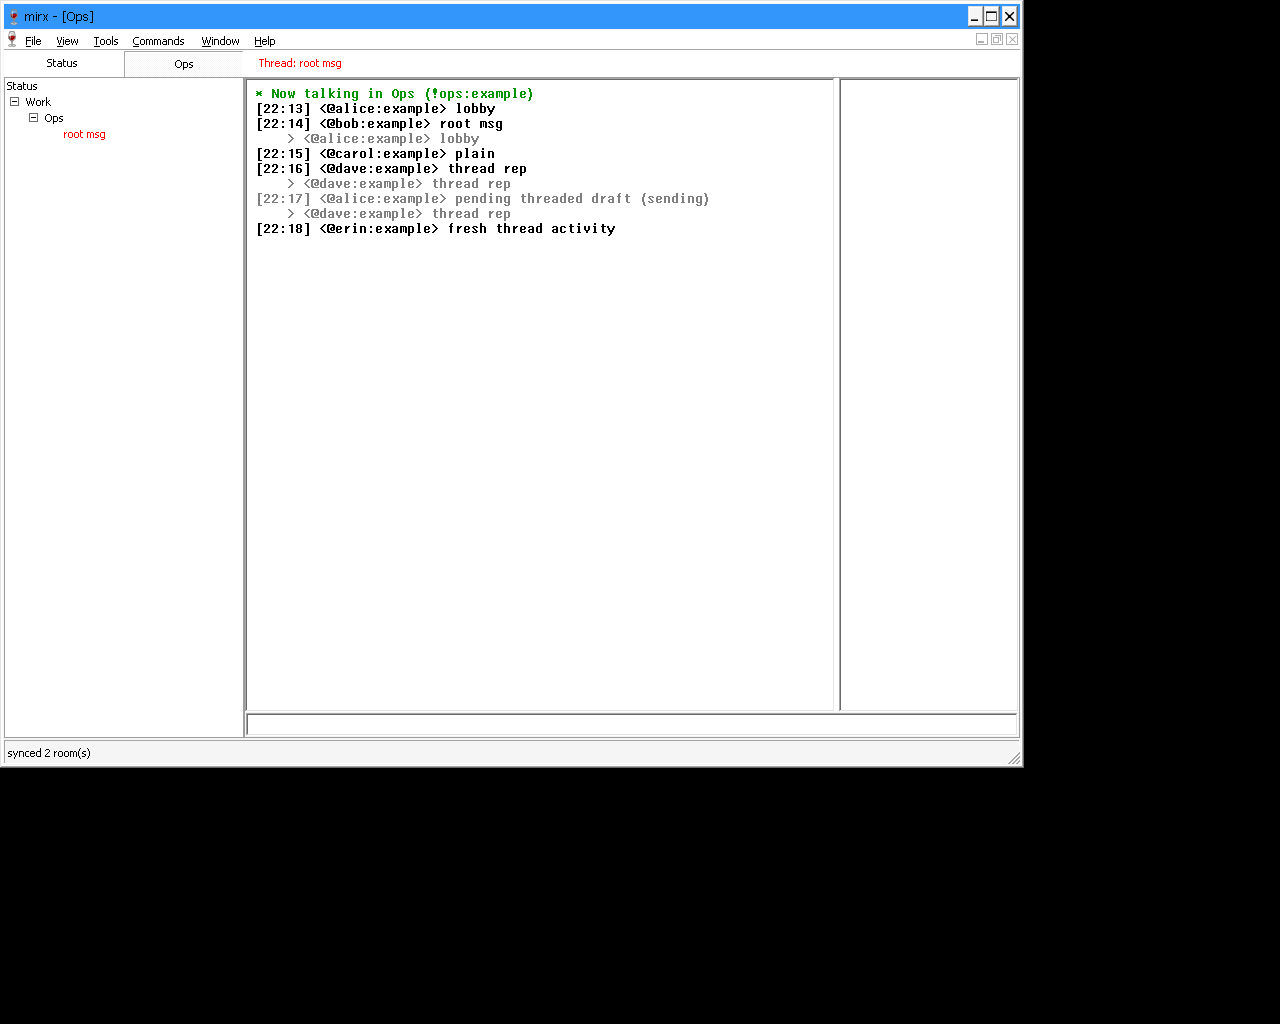 mirx - [Ops]
File View Tools Commands Window Help
Status Ops Thread: root msg
Status
Work
Ops
root msg
* Now talking in Ops (!ops:example)
[22:13] <@alice:example> lobby
[22:14] <@bob:example> root msg
> <@alice:example> lobby
[22:15] <@carol:example> plain
[22:16] <@dave:example> thread rep
> <@dave:example> thread rep
[22:17] <@alice:example> pending threaded draft (sending)
> <@dave:example> thread rep
[22:18] <@erin:example> fresh thread activity
synced 2 room(s)